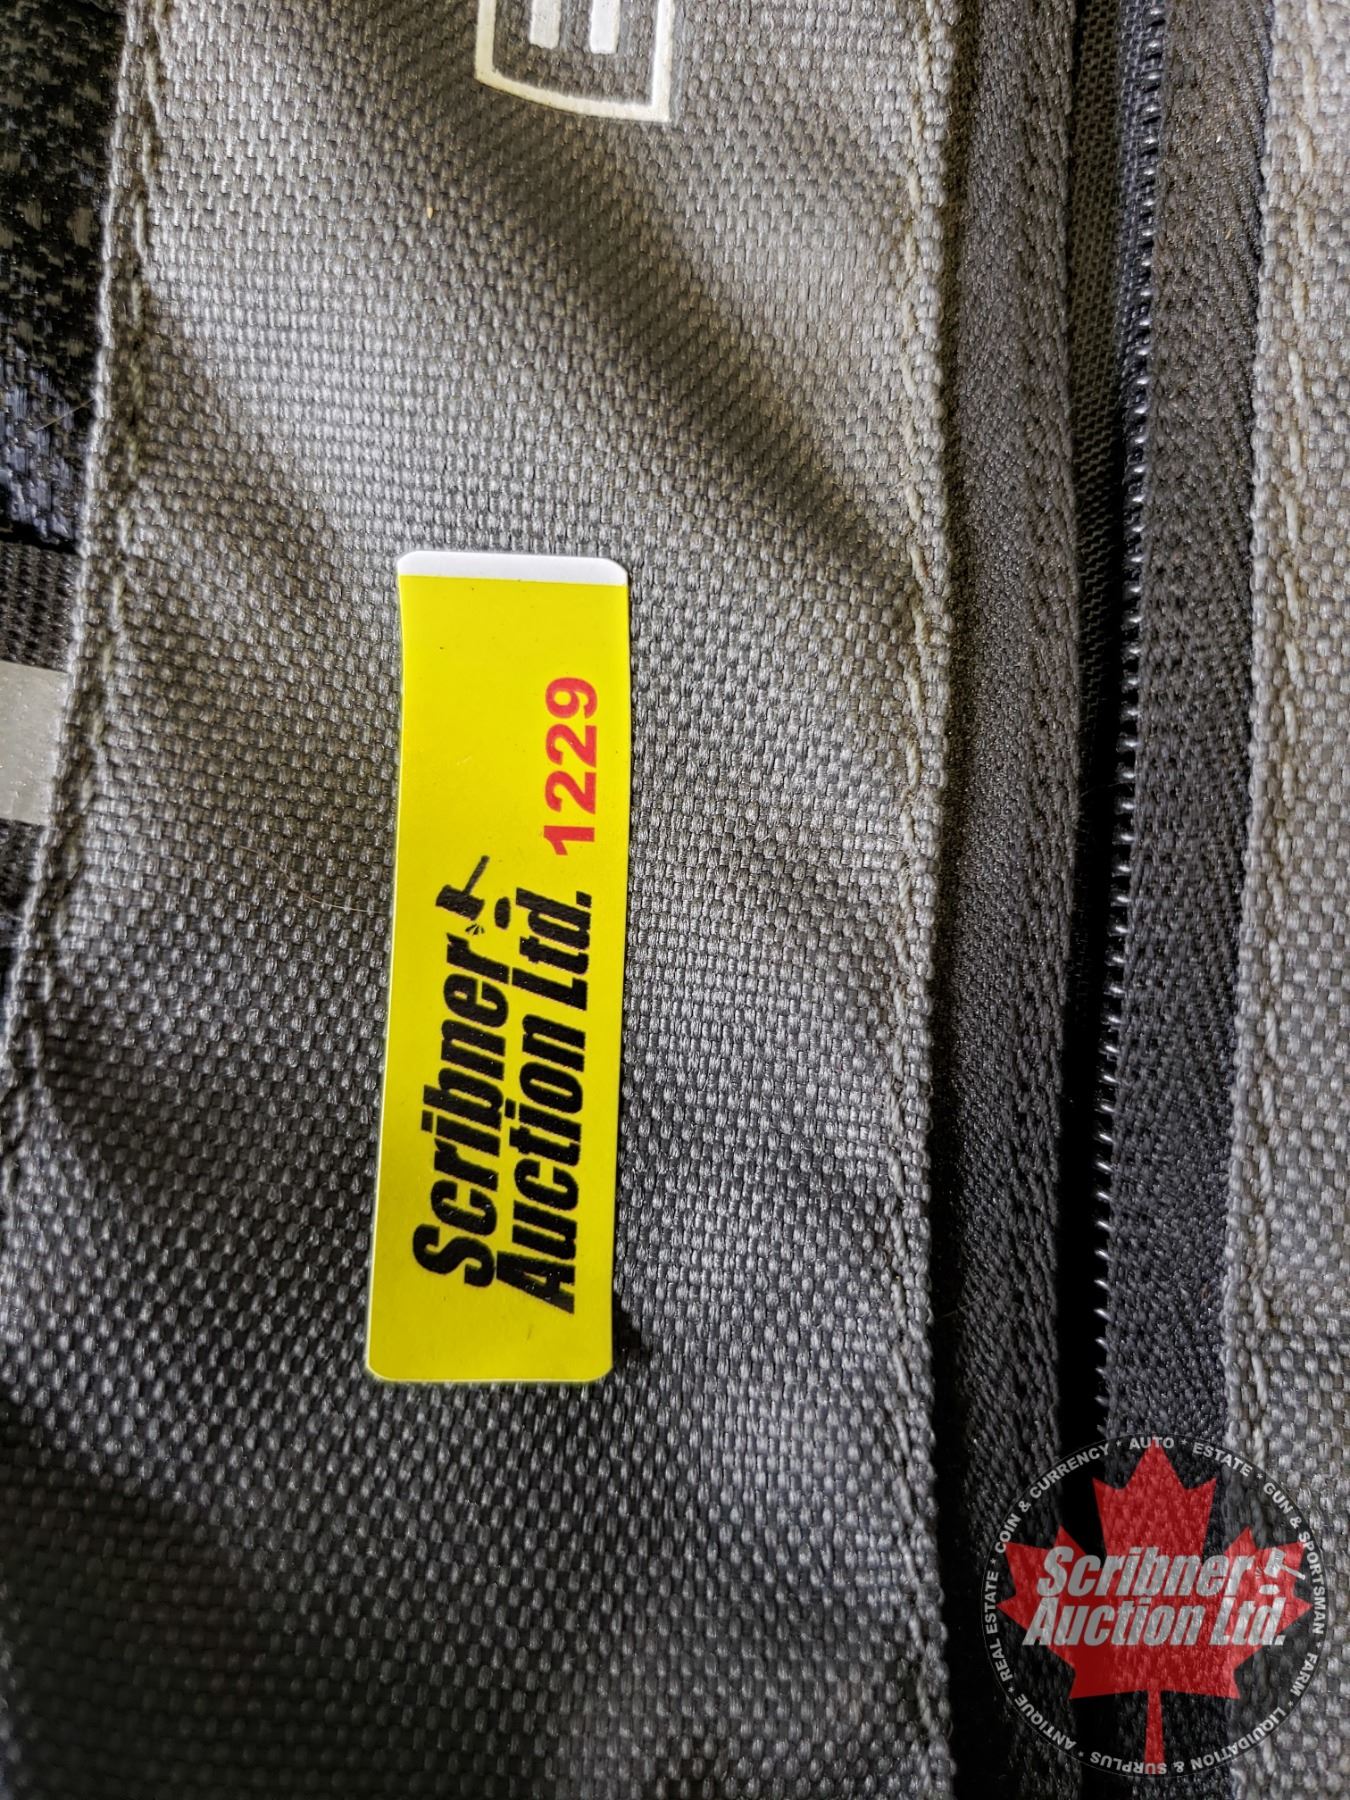 Scribner
Auction Ltd. 1229
COIN & CURRENCY * AUTO * ESTATE * GUN & SPORTSMAN * FARM * LIQUIDATION & SURPLUS * ANTIQUE * REAL ESTATE *
Scribner
Auction Ltd.